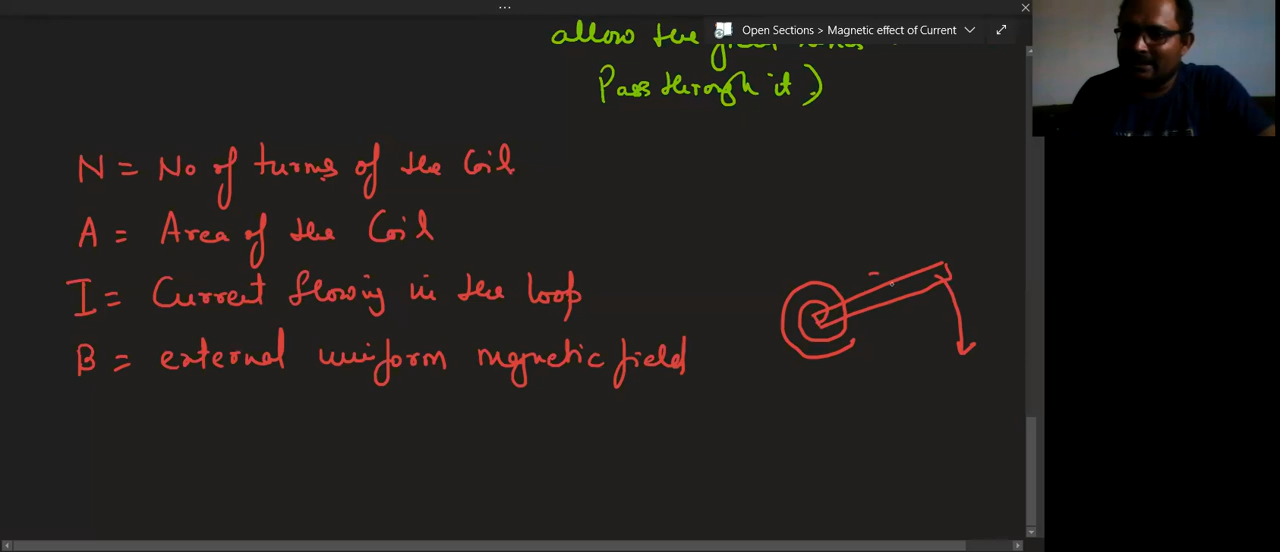 Open Sections > Magnetic effect of Current
allow the
Pass through it)
N = No of turns of the Coil
A = Area of the Coil
I = Current flowing in the loop
B = external uniform magnetic field